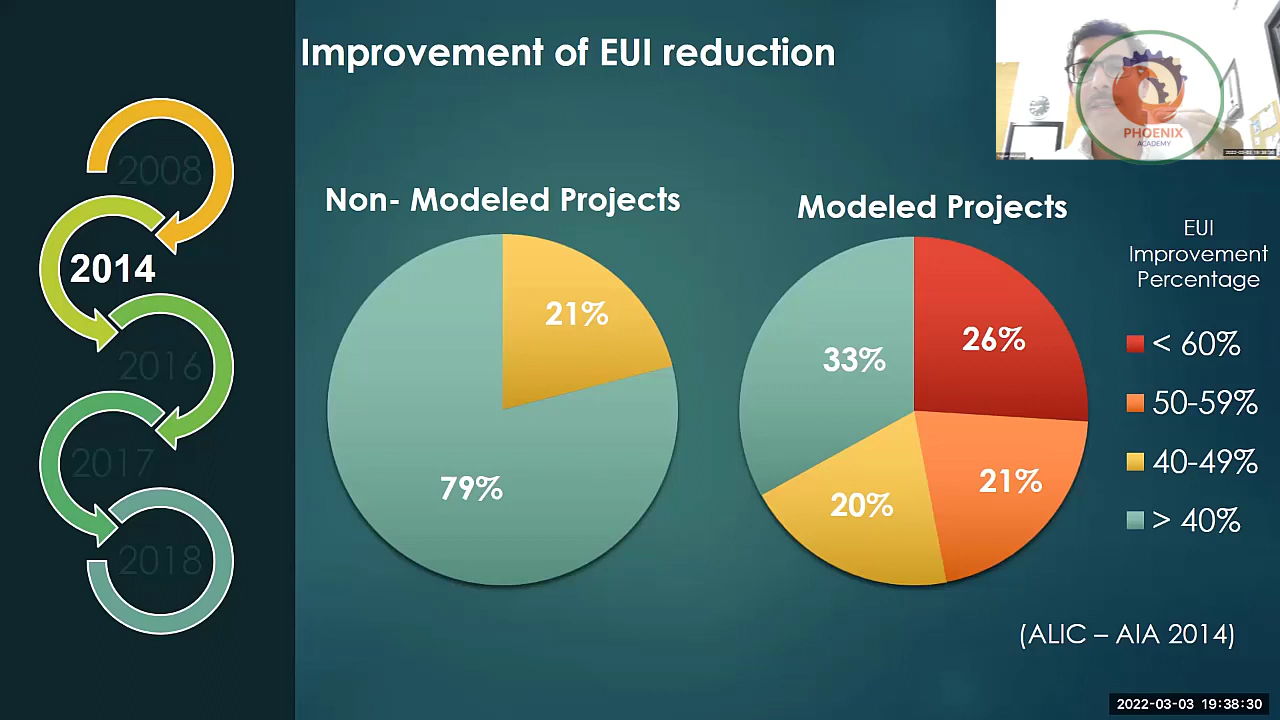 Improvement of EUI reduction
2008
2014
2016
2017
2018
Non- Modeled Projects
21%
79%
Modeled Projects
26%
33%
21%
20%
EUI
Improvement
Percentage
< 60%
50-59%
40-49%
> 40%
(ALIC – AIA 2014)
PHOENIX
ACADEMY
2022-03-03 19:38:30